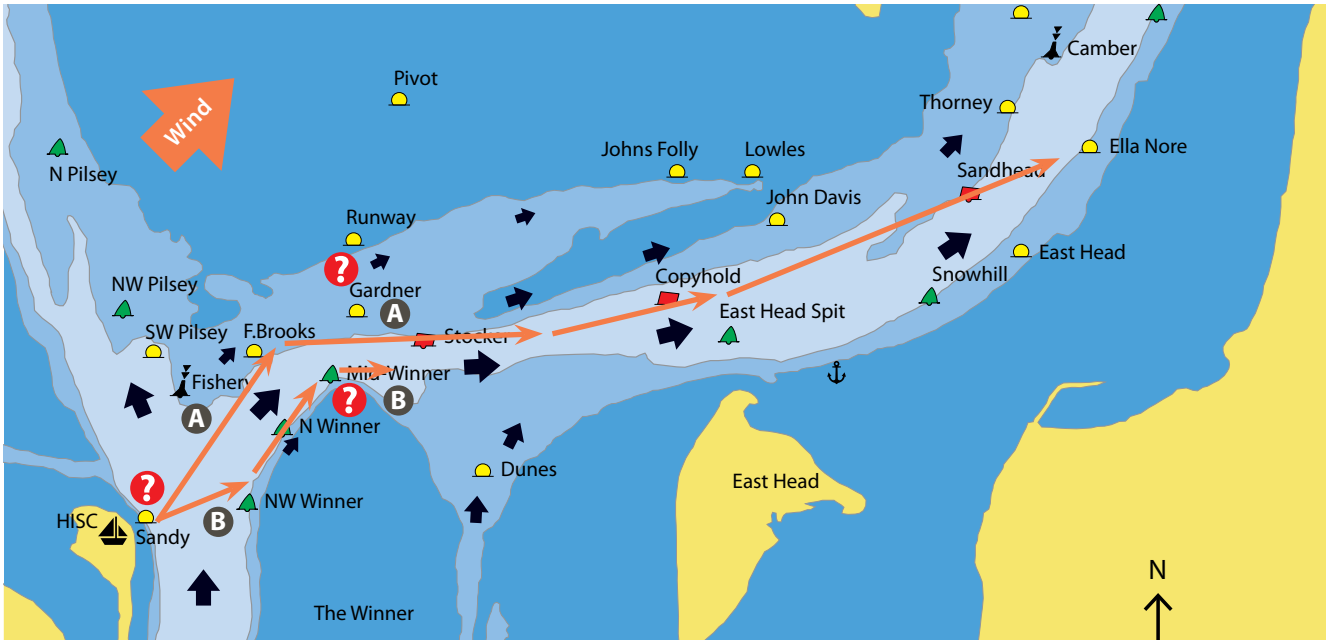 Camber
Pivot
Wind
Thorney
N Pilsey
Johns Folly
Lowles
Ella Nore
Sandhead
John Davis
Runway
East Head
?
NW Pilsey
Gardner
Copyhold
Snowhill
A
East Head Spit
SW Pilsey
F.Brooks
Stocker
Fishery
Mid-Winner
?
B
A
N Winner
Dunes
East Head
?
NW Winner
HISC
B
Sandy
N
The Winner